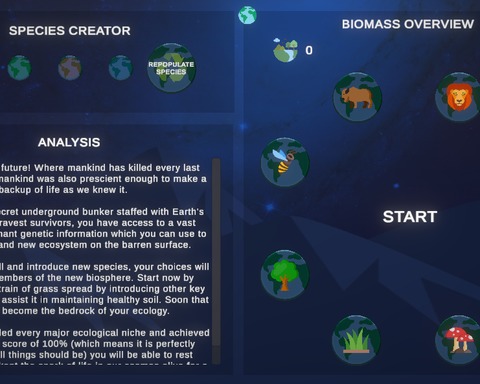 SPECIES CREATOR
REPOPULATE
SPECIES
ANALYSIS
future! Where mankind has killed every last
mankind was also prescient enough to make a
backup of life as we knew it.
cret underground bunker staffed with Earth's
ravest survivors, you have access to a vast
nant genetic information which you can use to
and new ecosystem on the barren surface.
ll and introduce new species, your choices will
embers of the new biosphere. Start now by
train of grass spread by introducing other key
assist it in maintaining healthy soil. Soon that
become the bedrock of your ecology.
led every major ecological niche and achieved
score of 100% (which means it is perfectly
ll things should be) you will be able to rest
BIOMASS OVERVIEW
0
START